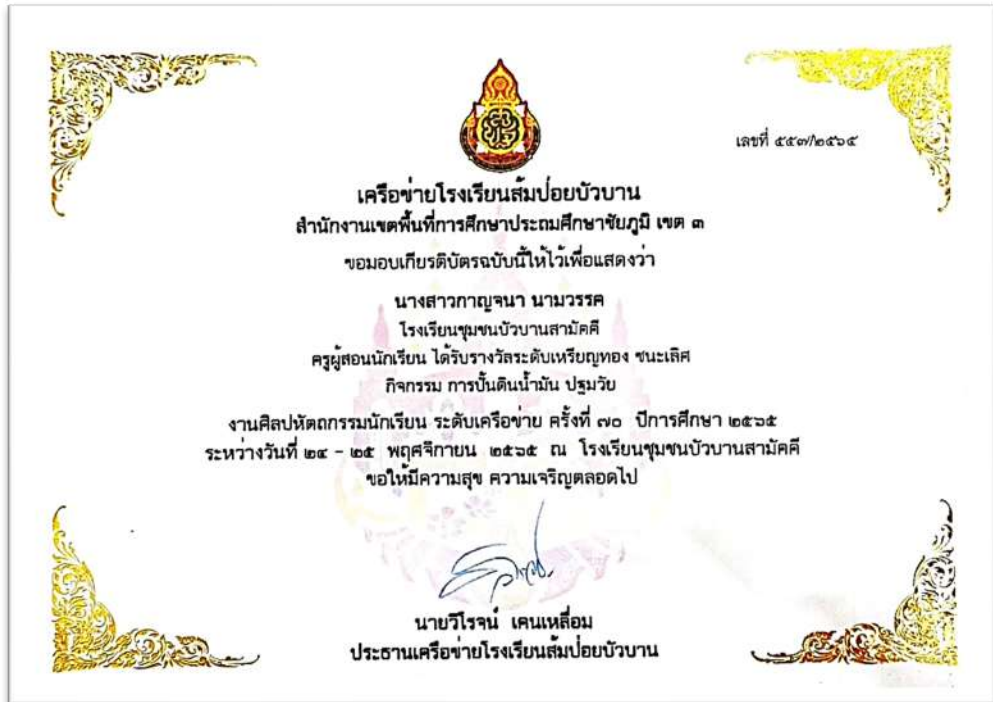 เลขที่ ๕๕๗/๒๕๖๕
เครือข่ายโรงเรียนส้มป่อยบัวบาน
สำนักงานเขตพื้นที่การศึกษาประถมศึกษาชัยภูมิ เขต ๓
ขอมอบเกียรติบัตรฉบับนี้ให้ไว้เพื่อแสดงว่า
นางสาวกาญจนา นามวรรค
โรงเรียนชุมชนบัวบานสามัคคี
ครูผู้สอนนักเรียน ได้รับรางวัลระดับเหรียญทอง ชนะเลิศ
กิจกรรม การปั้นดินน้ำมัน ปฐมวัย
งานศิลปหัตถกรรมนักเรียน ระดับเครือข่าย ครั้งที่ ๗๐ ปีการศึกษา ๒๕๖๕
ระหว่างวันที่ ๒๔ - ๒๕ พฤศจิกายน ๒๕๖๕ ณ โรงเรียนชุมชนบัวบานสามัคคี
ขอให้มีความสุข ความเจริญตลอดไป
นายวิโรจน์ เคนเหลื่อม
ประธานเครือข่ายโรงเรียนส้มป่อยบัวบาน